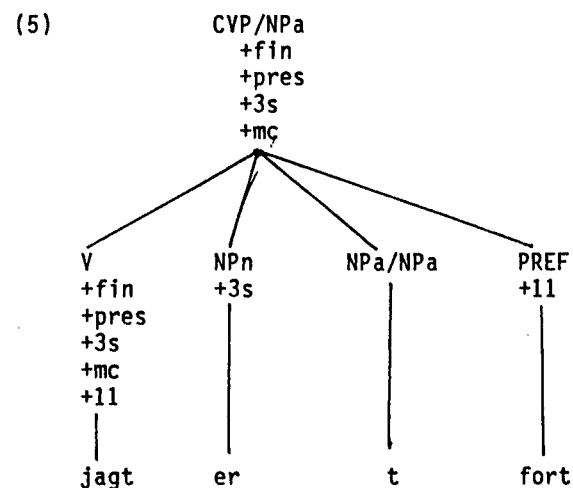 (5) CVP/NPa
+fin
+pres
+3s
+mc
V NPn NPa/NPa PREF
+fin +3s +11
+pres
+3s
+mc
+11
jagt er t fort